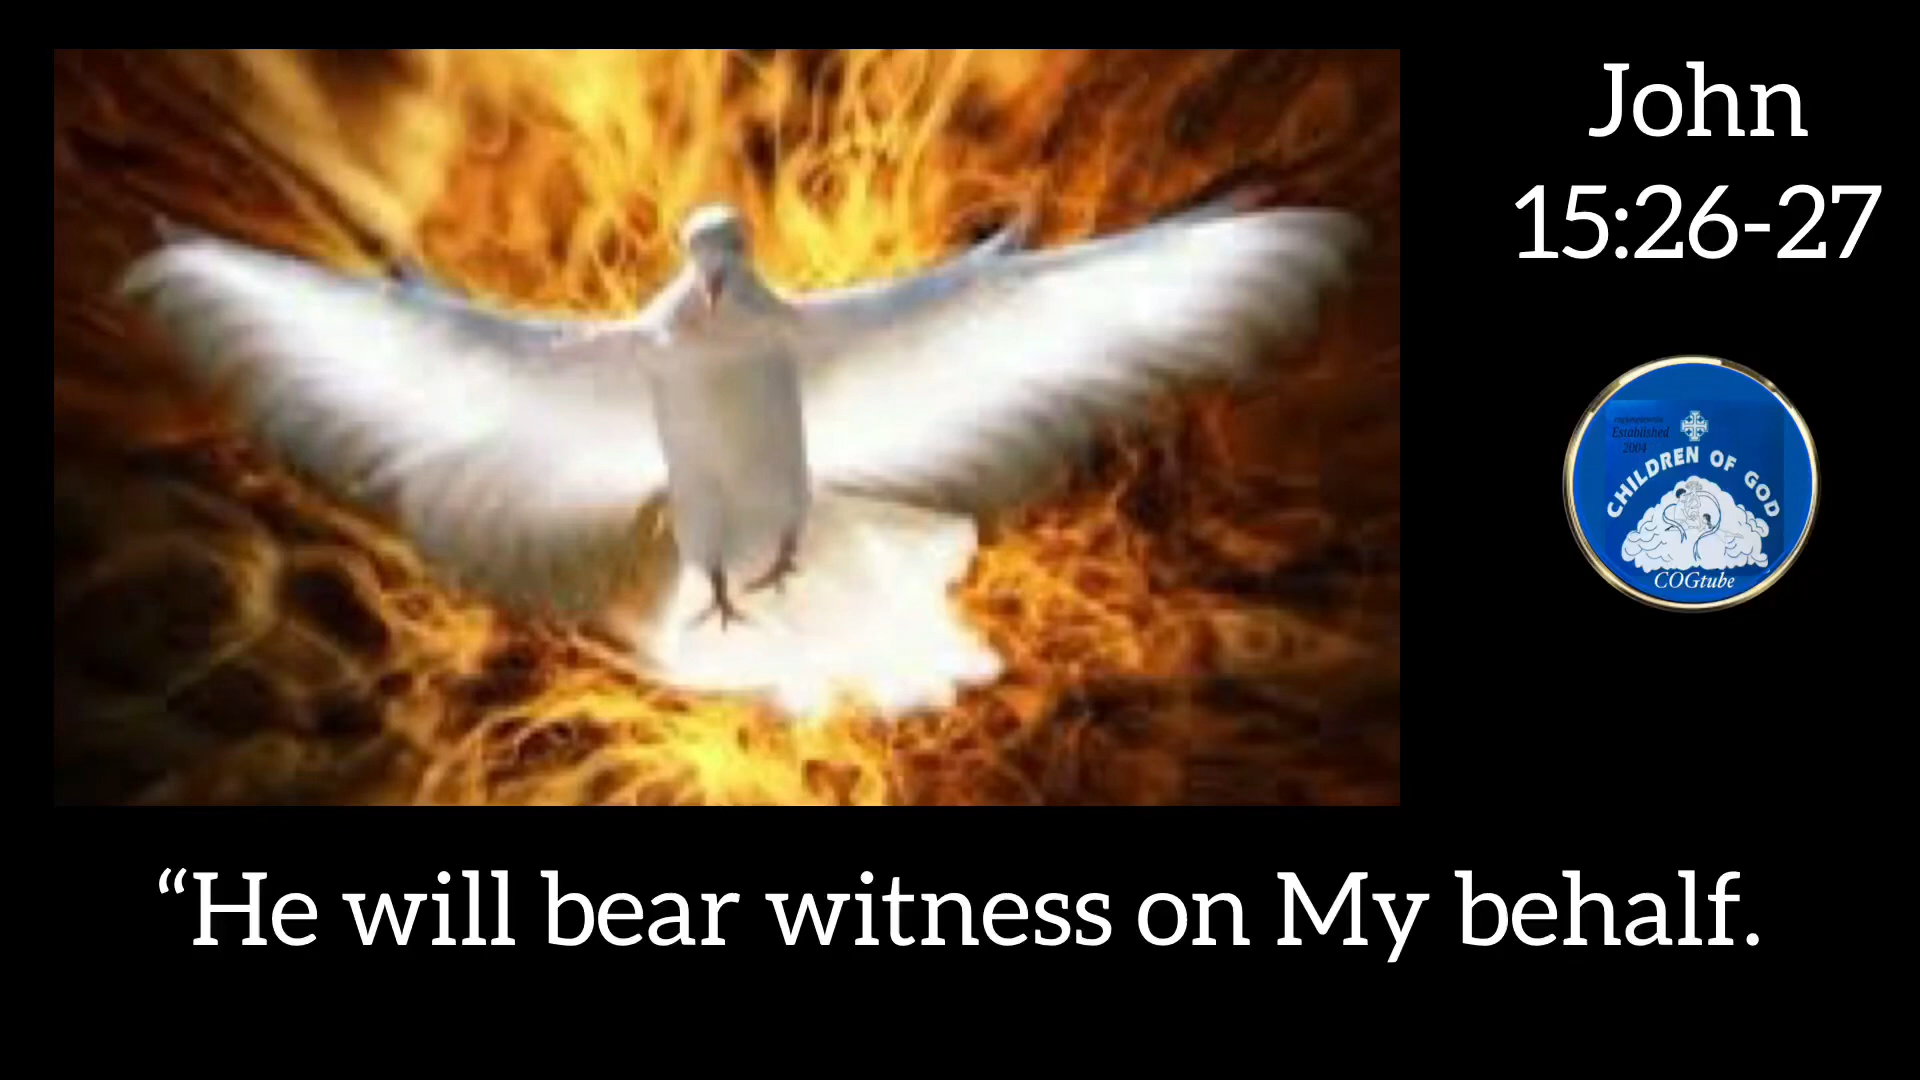 John
15:26-27
Established
2004
CHILDREN OF GOD
COGtube
“He will bear witness on My behalf.